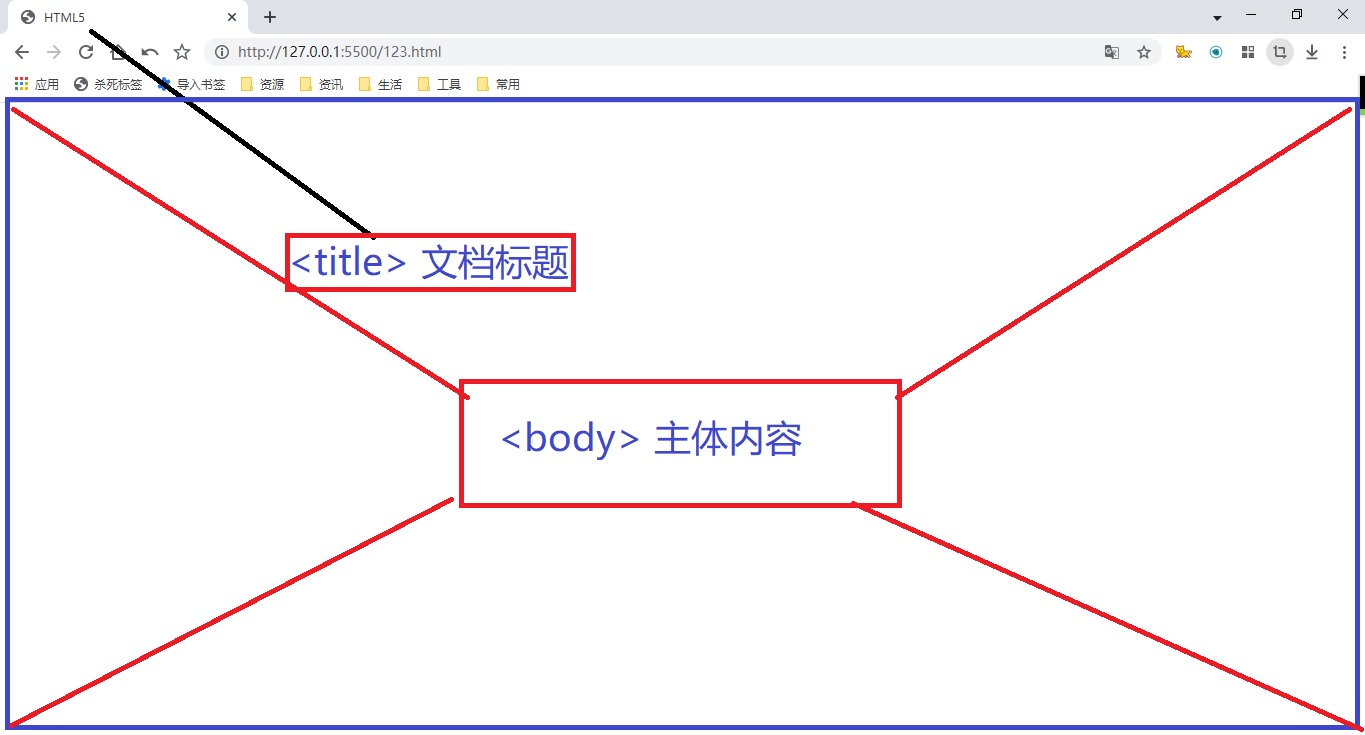 HTML5
http://127.0.0.1:5500/123.html
应用 杀死标签 导入书签 资源 资讯 生活 工具 常用
<title> 文档标题
<body> 主体内容